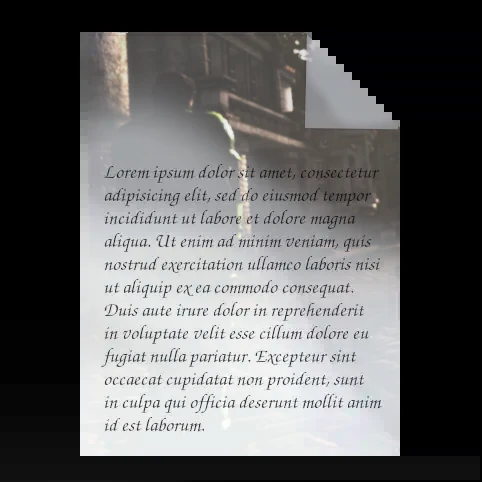 Lorem ipsum dolor sit amet, consectetur
adipisicing elit, sed do eiusmod tempor
incididunt ut labore et dolore magna
aliqua. Ut enim ad minim veniam, quis
nostrud exercitation ullamco laboris nisi
ut aliquip ex ea commodo consequat.
Duis aute irure dolor in reprehenderit
in voluptate velit esse cillum dolore eu
fugiat nulla pariatur. Excepteur sint
occaecat cupidatat non proident, sunt
in culpa qui officia deserunt mollit anim
id est laborum.